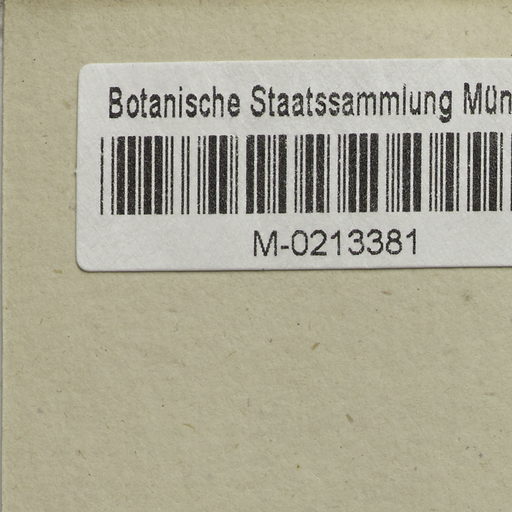 Botanische Staatssammlung Mün
M-0213381